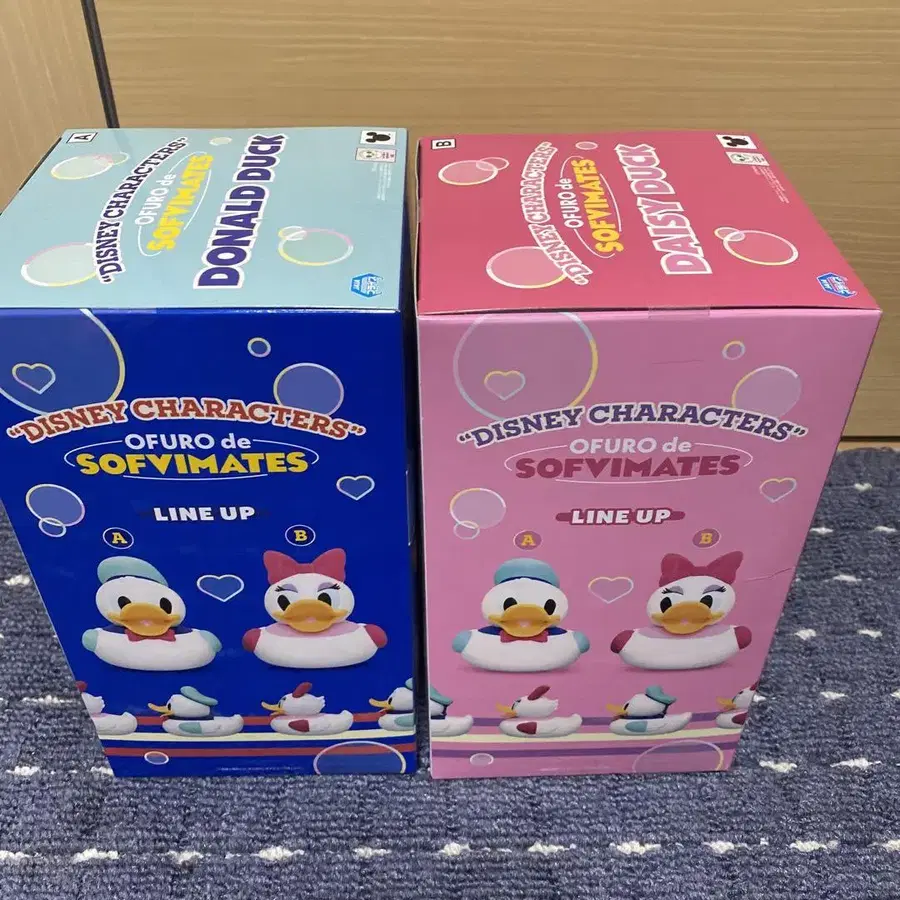 A
"DISNEY CHARACTERS"
OFURO de
SOFVIMATES
DONALD DUCK
B
"DISNEY CHARACTERS"
OFURO de
SOFVIMATES
DAISY DUCK
"DISNEY CHARACTERS"
OFURO de
SOFVIMATES
LINE UP
A
B
"DISNEY CHARACTERS"
OFURO de
SOFVIMATES
LINE UP
A
B